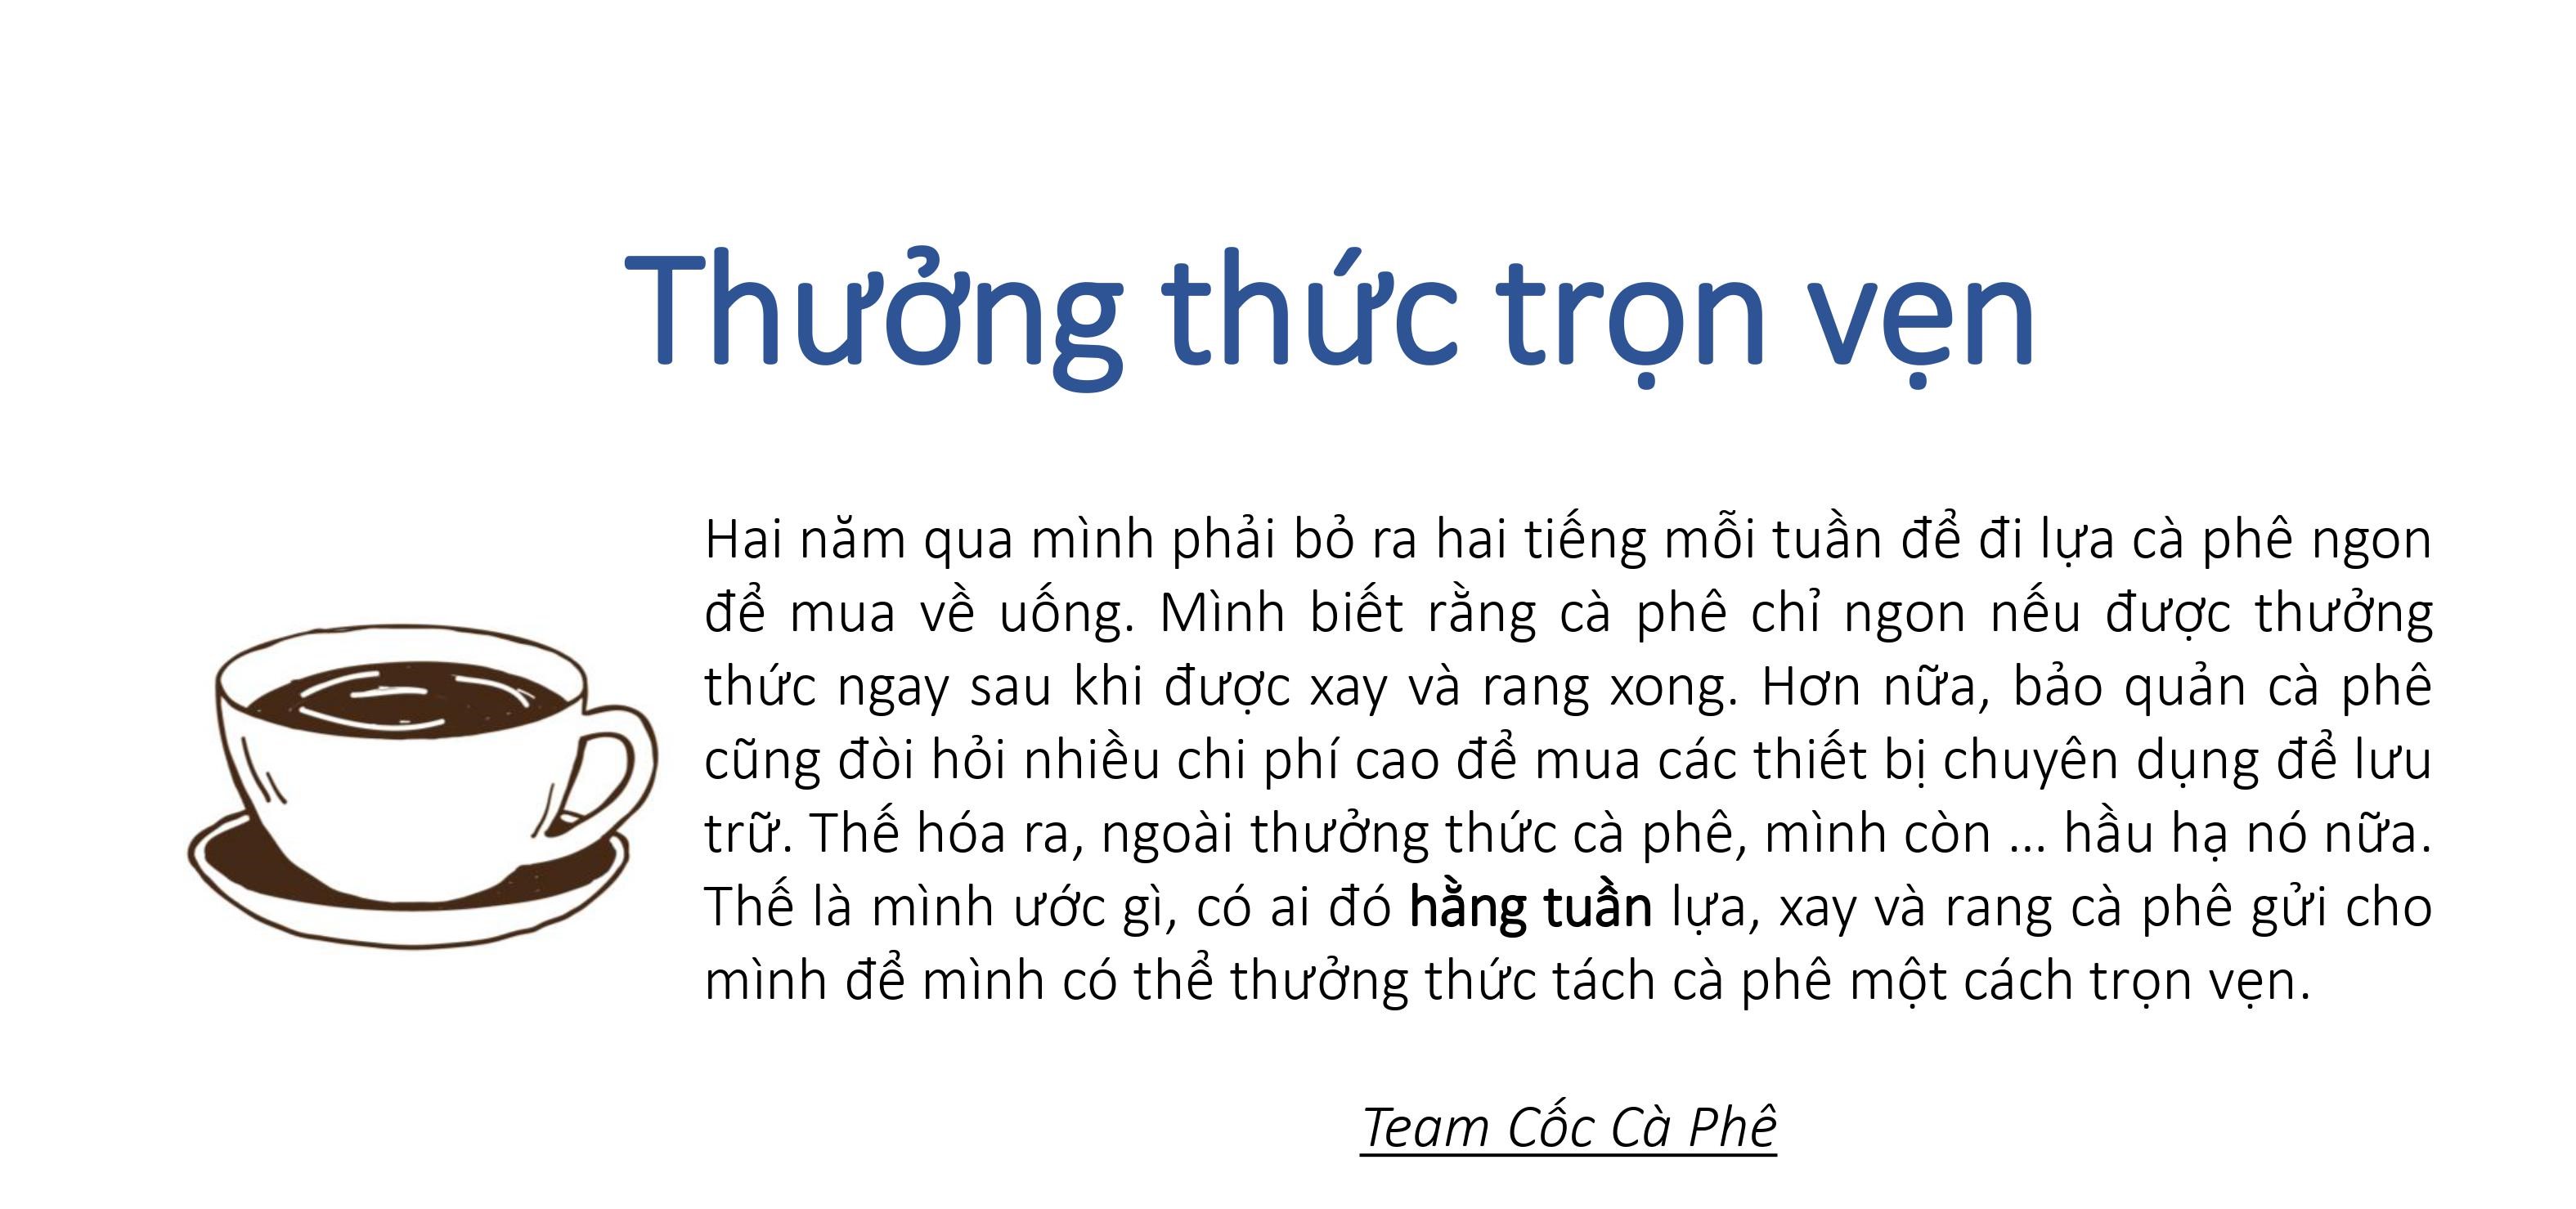 Thưởng thức trọn vẹn
Hai năm qua mình phải bỏ ra hai tiếng mỗi tuần để đi lựa cà phê ngon
để mua về uống. Mình biết rằng cà phê chỉ ngon nếu được thưởng
thức ngay sau khi được xay và rang xong. Hơn nữa, bảo quản cà phê
cũng đòi hỏi nhiều chi phí cao để mua các thiết bị chuyên dụng để lưu
trữ. Thế hóa ra, ngoài thưởng thức cà phê, mình còn ... hầu hạ nó nữa.
Thế là mình ước gì, có ai đó hằng tuần lựa, xay và rang cà phê gửi cho
mình để mình có thể thưởng thức tách cà phê một cách trọn vẹn.
Team Cốc Cà Phê